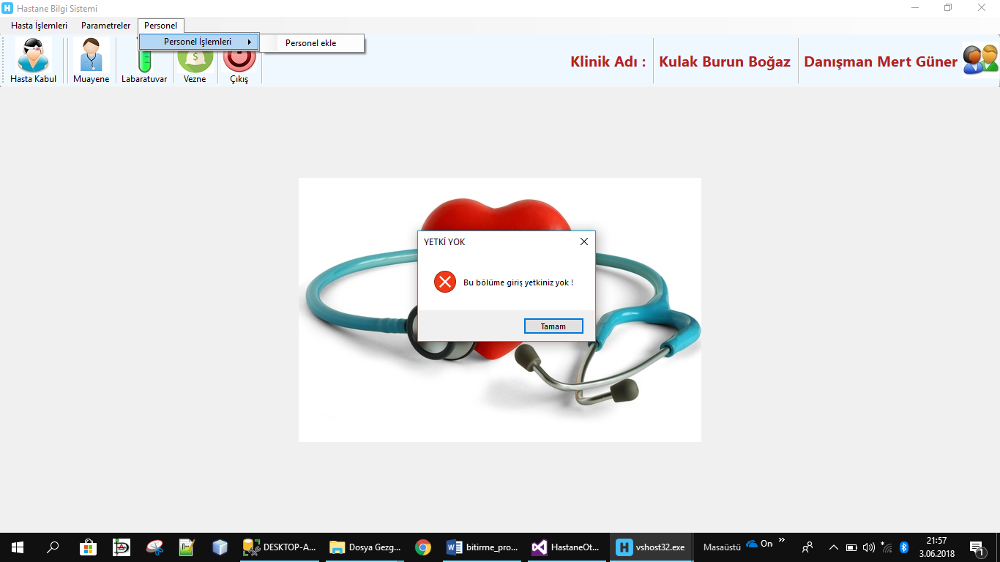 Hastane Bilgi Sistemi
Hasta İşlemleri Parametreler Personel
Personel İşlemleri Personel ekle
Hasta Kabul Muayene Labaratuvar Vezne Çıkış
Klinik Adı : Kulak Burun Boğaz Danışman Mert Güner
YETKİ YOK
Bu bölüme giriş yetkiniz yok !
Tamam
DESKTOP-A... Dosya Gezg... bitirme_pro... HastaneOt... vshost32.exe Masaüstü On
21:57
3.06.2018
1